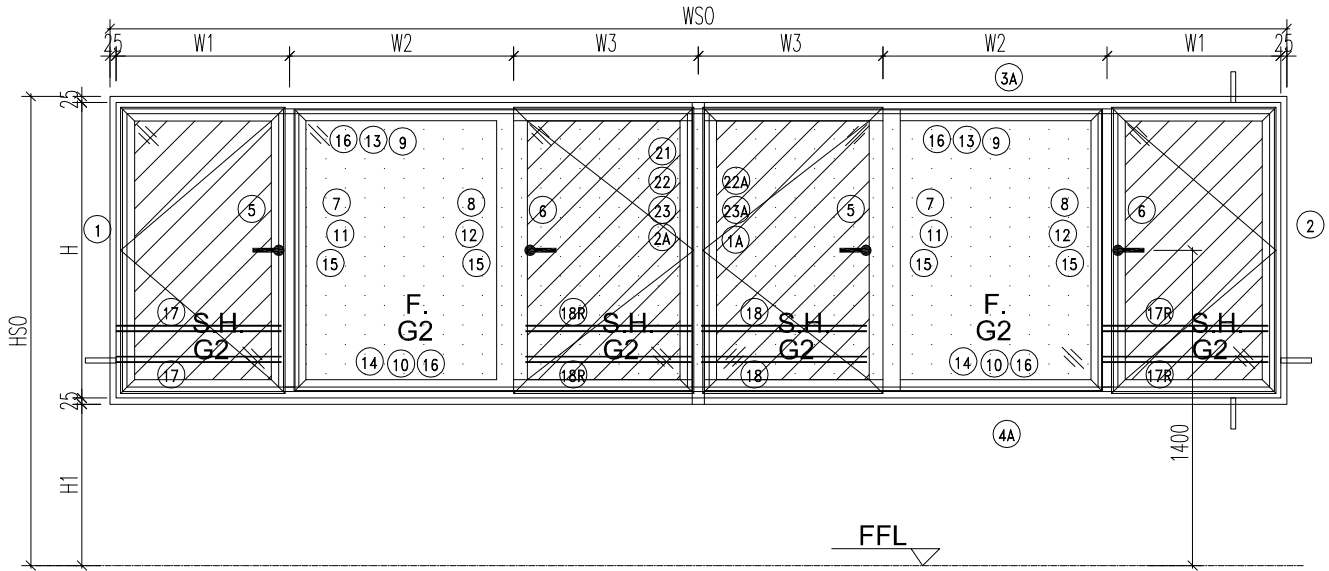 WSO
25 W1 W2 W3 W3 W2 W1 25
3A
25
16 13 9 21 16 13 9
22 22A
7 8 23 23A 7 8
5 6 5 6
1 11 12 2A 1A 11 12 2
H
15 15 15 15
HSO
F. F.
17 18R 18 17R
S.H. G2 S.H. S.H. G2 S.H.
G2 14 10 16 G2 14 10 16 G2
17 18R 18 17R
25
4A
1400
H1
FFL